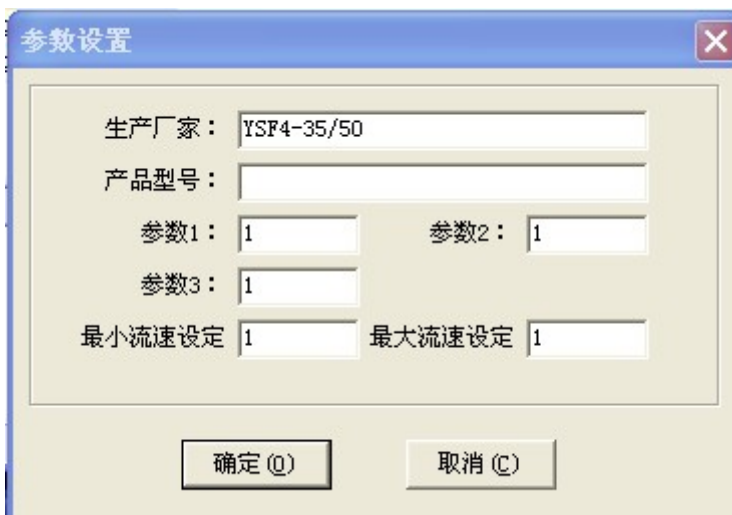 参数设置
生产厂家： YSF4-35/50
产品型号：
参数1： 1 参数2： 1
参数3： 1
最小流速设定 1 最大流速设定 1
确定(O) 取消(C)